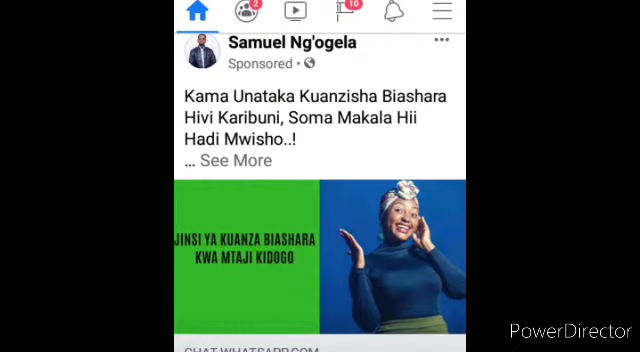 2
10
Samuel Ng'ogela
Sponsored •
Kama Unataka Kuanzisha Biashara
Hivi Karibuni, Soma Makala Hii
Hadi Mwisho..!
... See More
JINSI YA KUANZA BIASHARA
KWA MTAJI KIDOGO
CHAT.WHATSAPP.COM
PowerDirector